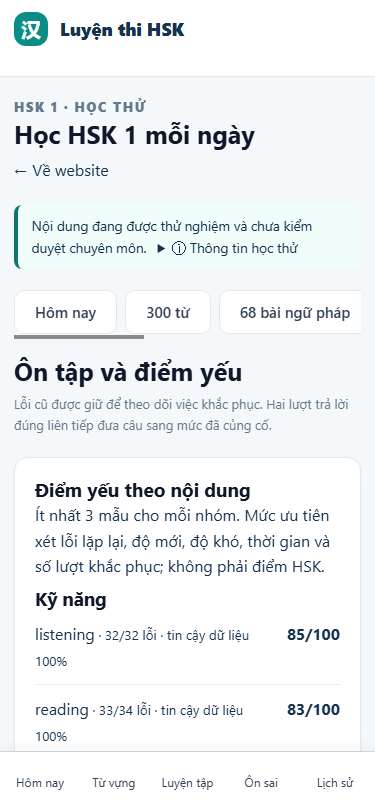 汉 Luyện thi HSK
HSK 1 · HỌC THỬ
Học HSK 1 mỗi ngày
← Về website
Nội dung đang được thử nghiệm và chưa kiểm
duyệt chuyên môn. ▶ ⓘ Thông tin học thử
Hôm nay 300 từ 68 bài ngữ pháp
Ôn tập và điểm yếu
Lỗi cũ được giữ để theo dõi việc khắc phục. Hai lượt trả lời
đúng liên tiếp đưa câu sang mức đã củng cố.
Điểm yếu theo nội dung
Ít nhất 3 mẫu cho mỗi nhóm. Mức ưu tiên
xét lỗi lặp lại, độ mới, độ khó, thời gian và
số lượt khắc phục; không phải điểm HSK.
Kỹ năng
listening · 32/32 lỗi · tin cậy dữ liệu 85/100
100%
reading · 33/34 lỗi · tin cậy dữ liệu 83/100
100%
Hôm nay Từ vựng Luyện tập Ôn sai Lịch sử